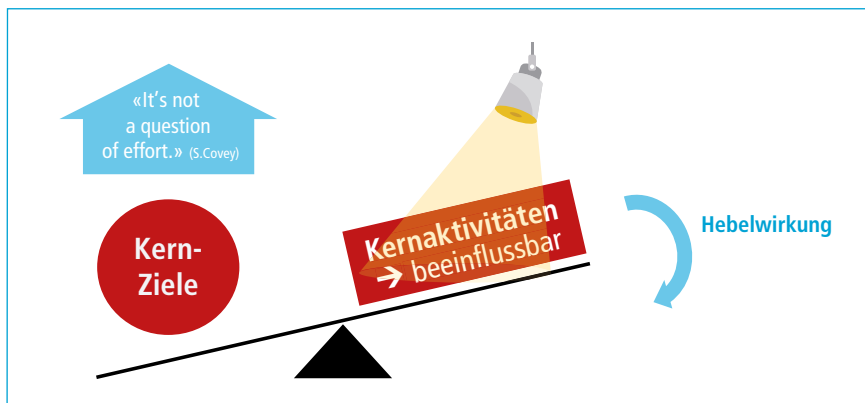 «It's not
a question
of effort.» (S.Covey)
Kern-
Ziele
Kernaktivitäten
→ beeinflussbar
Hebelwirkung